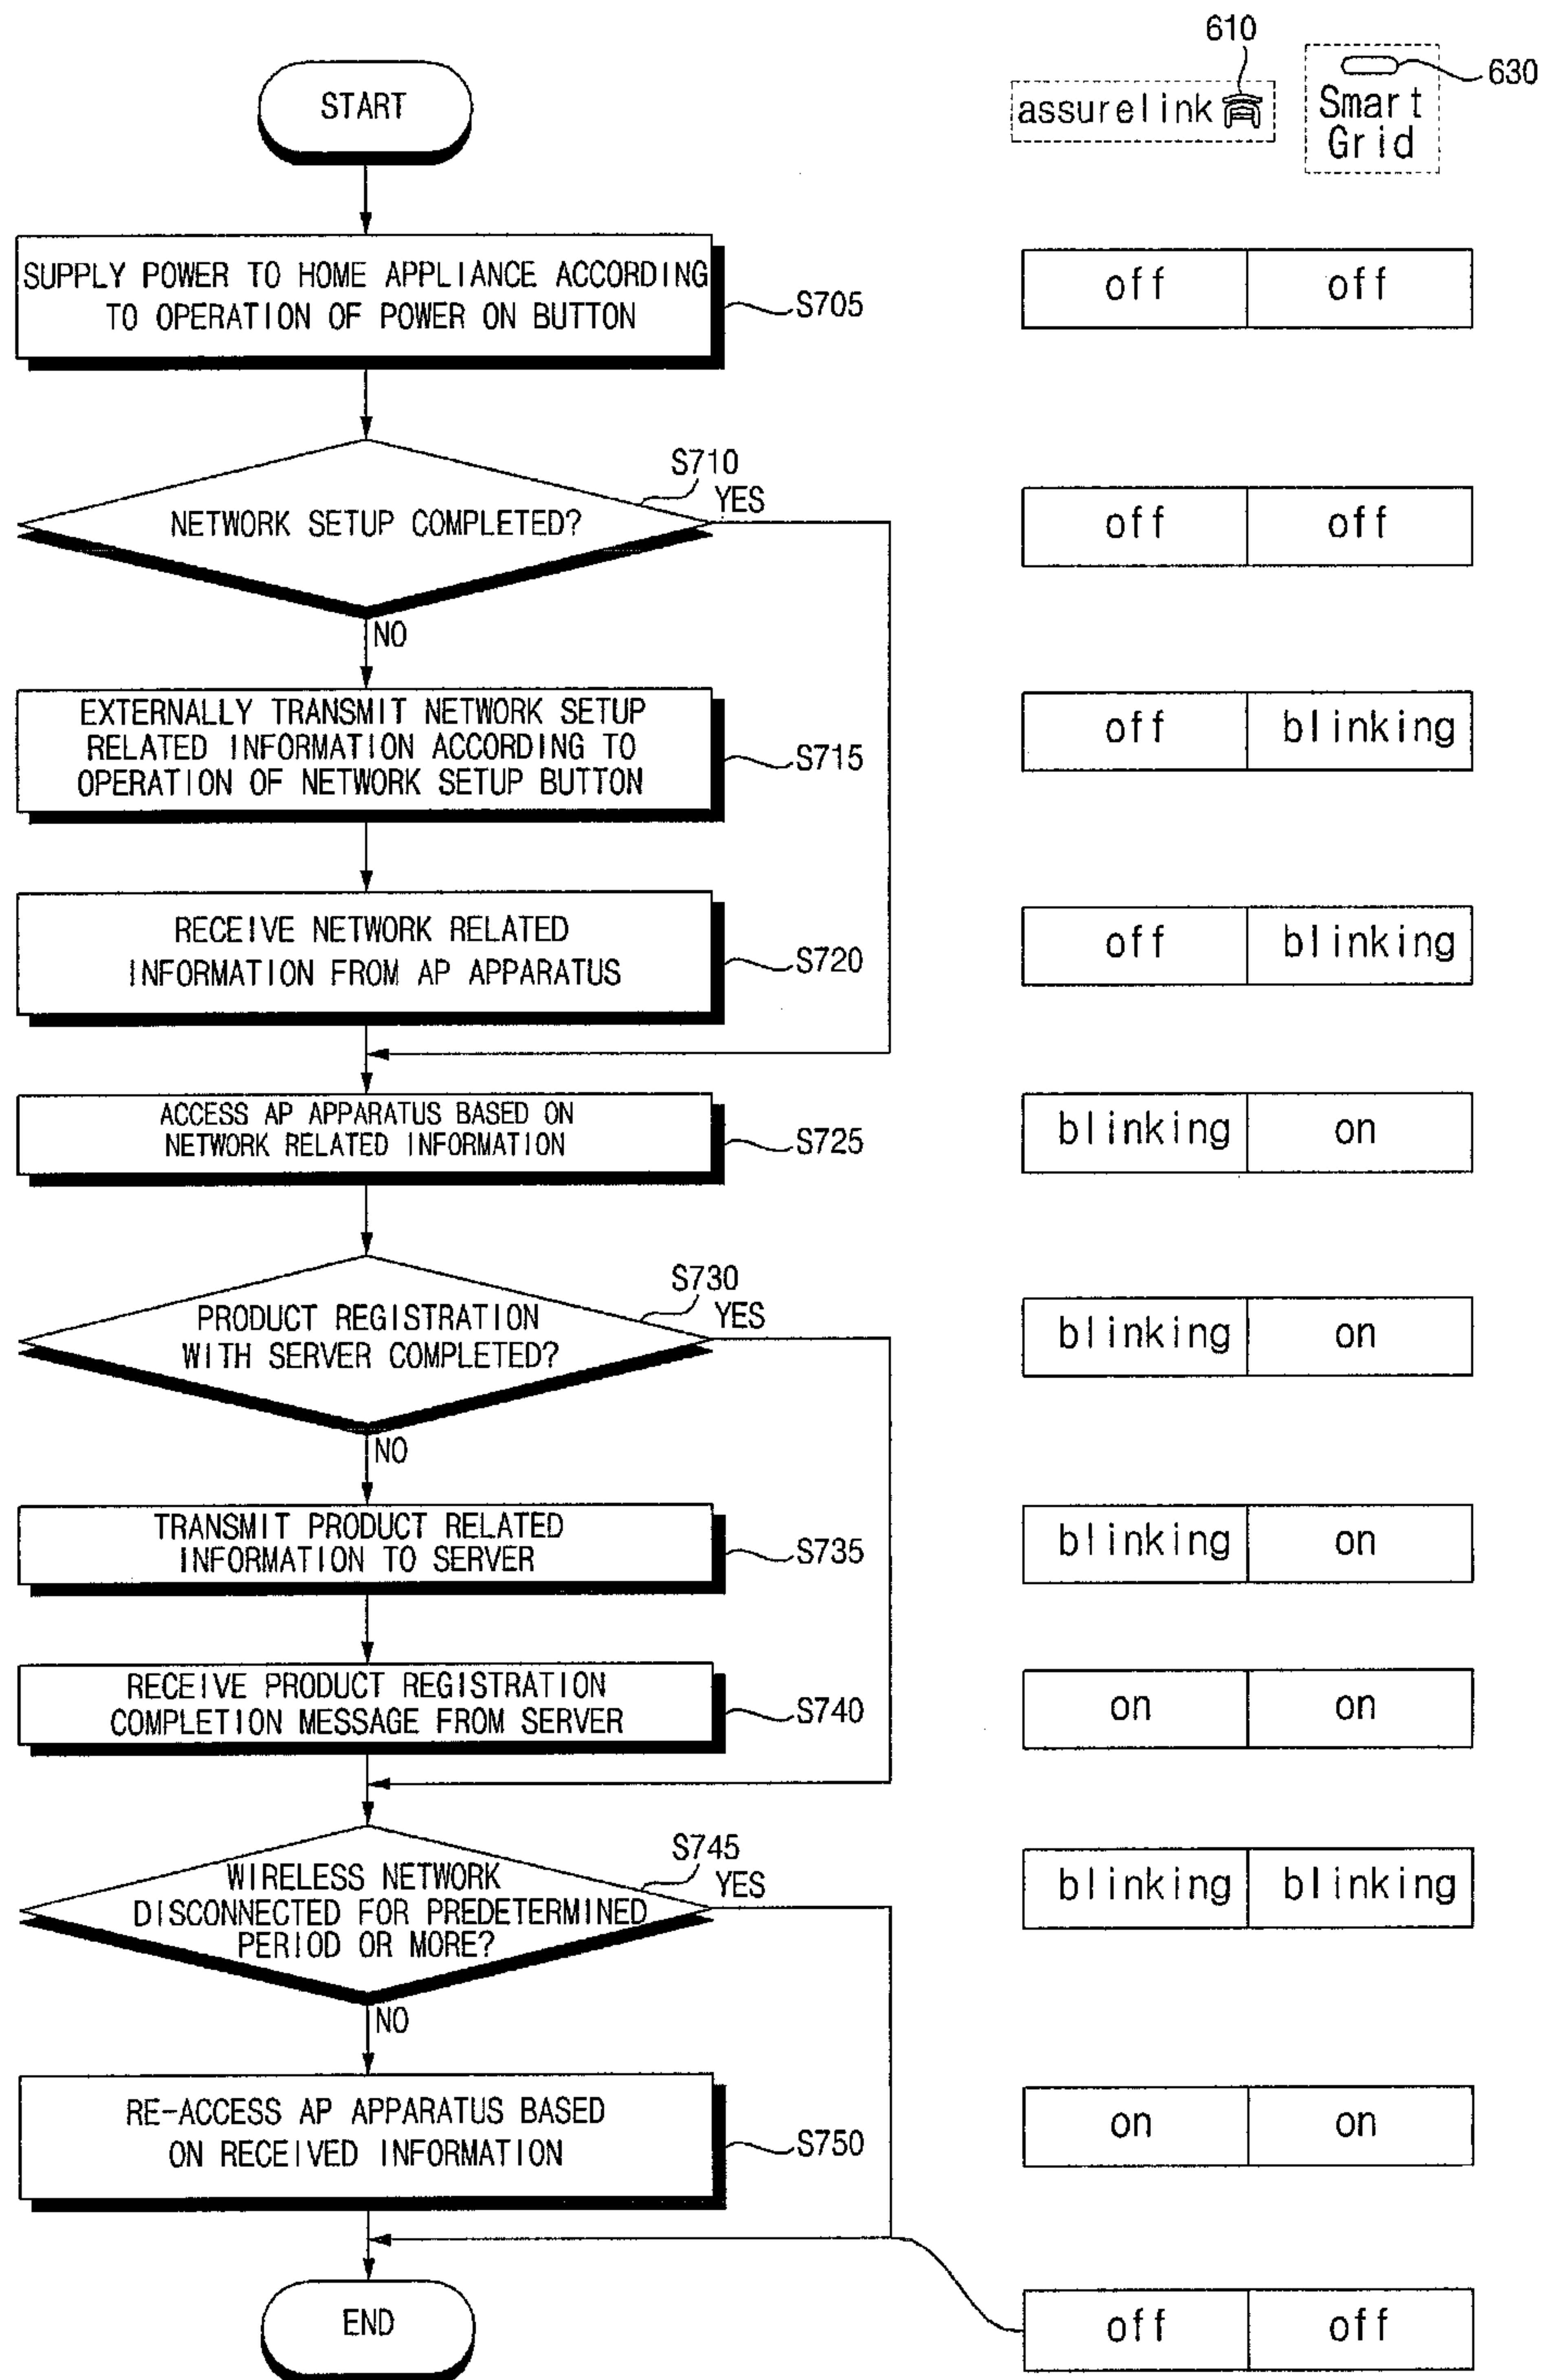 610
assurelink
630
Smart
Grid
START
SUPPLY POWER TO HOME APPLIANCE ACCORDING
TO OPERATION OF POWER ON BUTTON
S705
off off
S710
NETWORK SETUP COMPLETED?
YES
NO
off off
EXTERNALLY TRANSMIT NETWORK SETUP
RELATED INFORMATION ACCORDING TO
OPERATION OF NETWORK SETUP BUTTON
S715
off blinking
RECEIVE NETWORK RELATED
INFORMATION FROM AP APPARATUS
S720
off blinking
ACCESS AP APPARATUS BASED ON
NETWORK RELATED INFORMATION
S725
blinking on
S730
PRODUCT REGISTRATION
WITH SERVER COMPLETED?
YES
NO
blinking on
TRANSMIT PRODUCT RELATED
INFORMATION TO SERVER
S735
blinking on
RECEIVE PRODUCT REGISTRATION
COMPLETION MESSAGE FROM SERVER
S740
on on
S745
WIRELESS NETWORK
DISCONNECTED FOR PREDETERMINED
PERIOD OR MORE?
YES
NO
blinking blinking
RE-ACCESS AP APPARATUS BASED
ON RECEIVED INFORMATION
S750
on on
END
off off